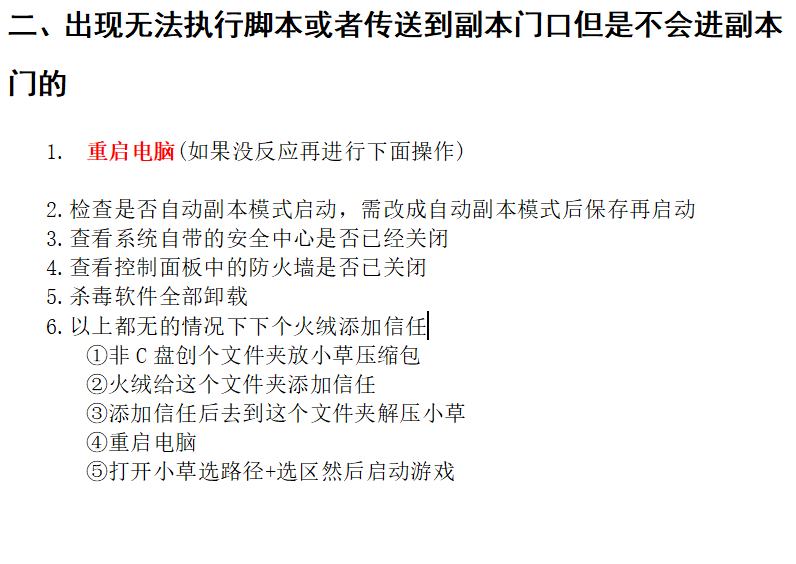 二、出现无法执行脚本或者传送到副本门口但是不会进副本
门的
1. 重启电脑(如果没反应再进行下面操作)
2.检查是否自动副本模式启动，需改成自动副本模式后保存再启动
3.查看系统自带的安全中心是否已经关闭
4.查看控制面板中的防火墙是否已关闭
5.杀毒软件全部卸载
6.以上都无的情况下下个火绒添加信任
①非C盘创个文件夹放小草压缩包
②火绒给这个文件夹添加信任
③添加信任后去到这个文件夹解压小草
④重启电脑
⑤打开小草选路径+选区然后启动游戏